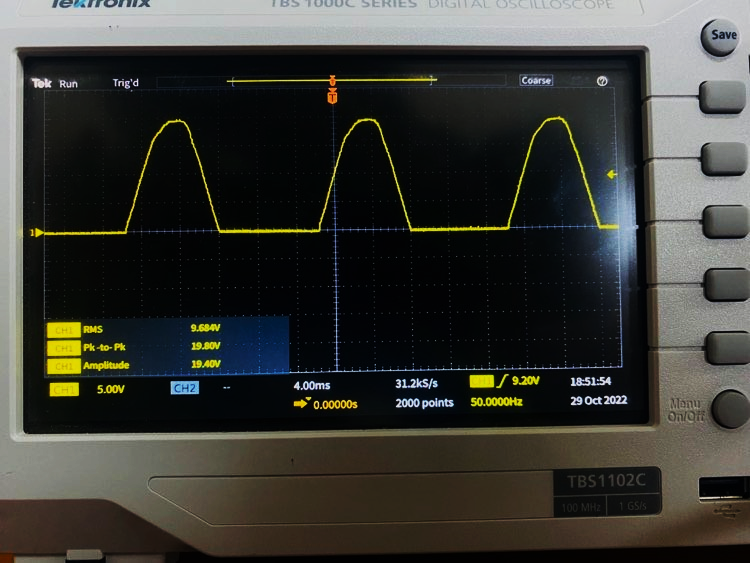 Tektronix TBS 1000C SERIES DIGITAL OSCILLOSCOPE
Save
Tek Run Trig'd Coarse
T
1
CH1 RMS 9.684V
CH1 Pk-to-Pk 19.80V
CH1 Amplitude 19.40V
CH1 5.00V CH2 -- 4.00ms 31.2kS/s CH1 9.20V 18:51:54
0.00000s 2000 points 50.0000Hz 29 Oct 2022
Menu
On/Off
TBS1102C
100 MHz 1 GS/s